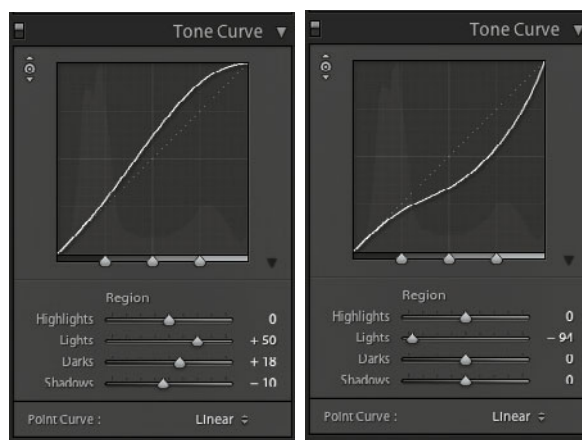 Tone Curve
Region
Highlights 0
Lights + 50
Darks + 18
Shadows - 10
Point Curve : Linear
Tone Curve
Region
Highlights 0
Lights - 94
Darks 0
Shadows 0
Point Curve : Linear